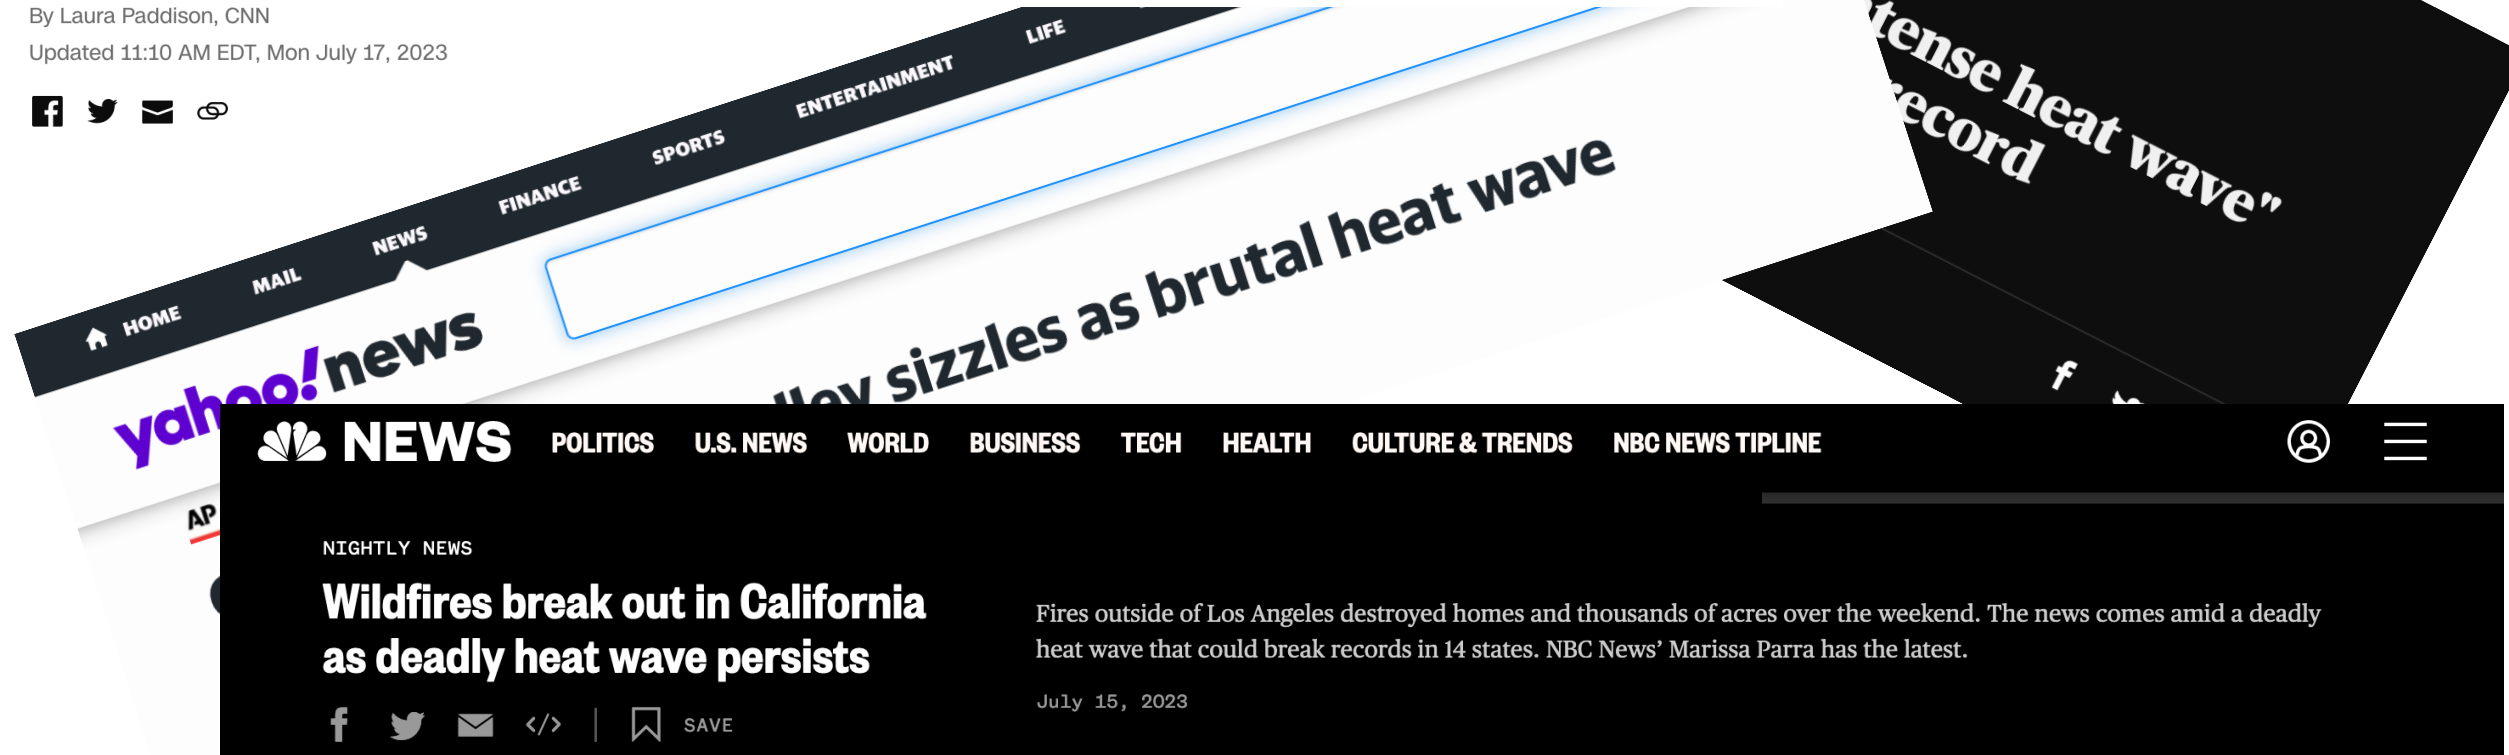 By Laura Paddison, CNN
Updated 11:10 AM EDT, Mon July 17, 2023
HOME MAIL NEWS FINANCE SPORTS ENTERTAINMENT LIFE
yahoo!news
sizzles as brutal heat wave
heat wave"
record
AP
NEWS POLITICS U.S. NEWS WORLD BUSINESS TECH HEALTH CULTURE & TRENDS NBC NEWS TIPLINE
NIGHTLY NEWS
Wildfires break out in California
as deadly heat wave persists
SAVE
Fires outside of Los Angeles destroyed homes and thousands of acres over the weekend. The news comes amid a deadly
heat wave that could break records in 14 states. NBC News’ Marissa Parra has the latest.
July 15, 2023